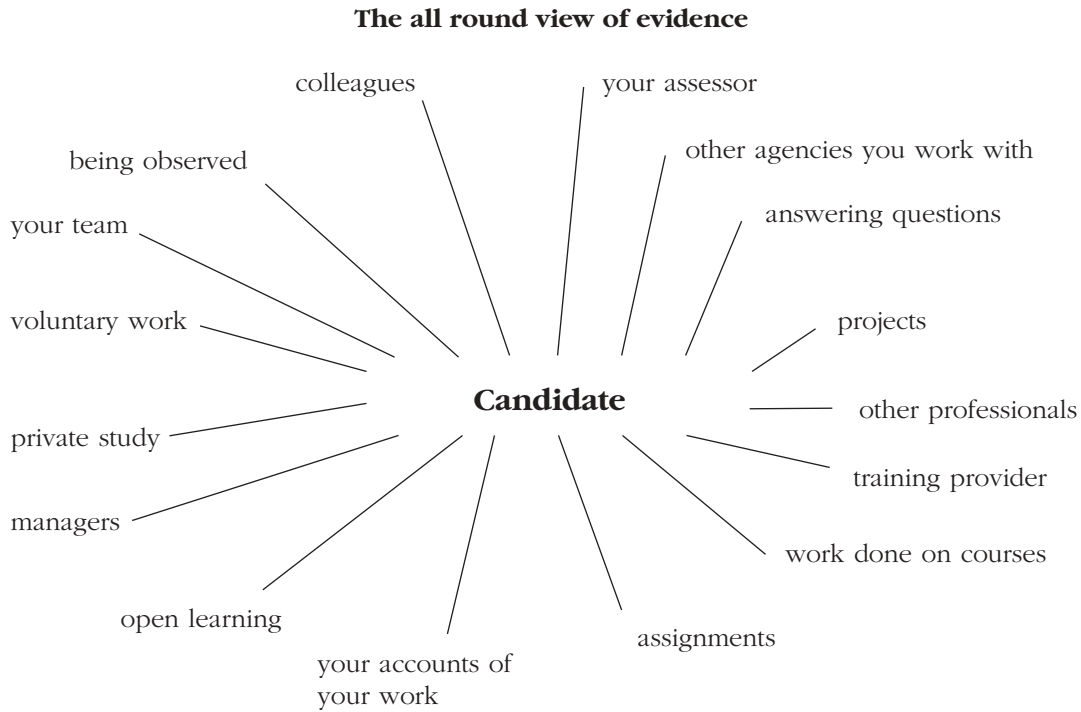 The all round view of evidence
colleagues
your assessor
being observed
other agencies you work with
your team
answering questions
voluntary work
projects
Candidate
other professionals
private study
training provider
managers
work done on courses
open learning
assignments
your accounts of
your work